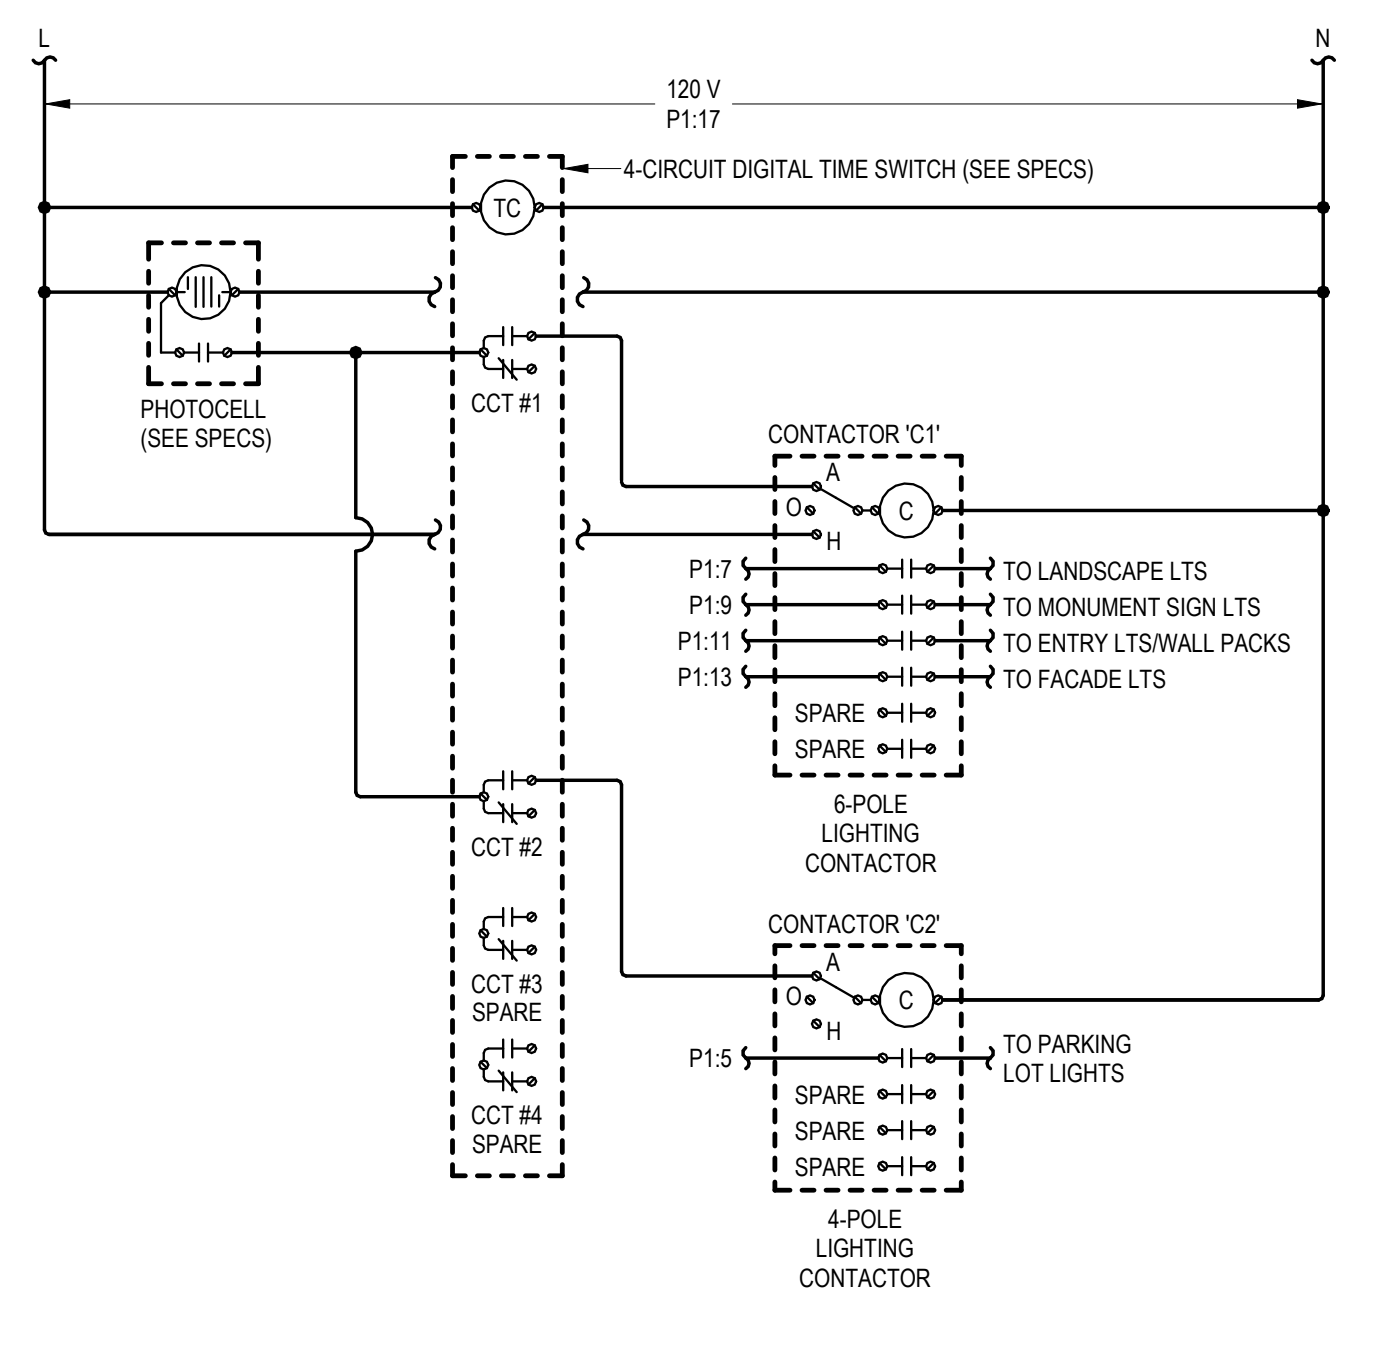 L
N
120 V
P1:17
4-CIRCUIT DIGITAL TIME SWITCH (SEE SPECS)
TC
CCT #1
PHOTOCELL
(SEE SPECS)
CONTACTOR 'C1'
A
O
C
H
P1:7
TO LANDSCAPE LTS
P1:9
TO MONUMENT SIGN LTS
P1:11
TO ENTRY LTS/WALL PACKS
P1:13
TO FACADE LTS
SPARE
SPARE
6-POLE
LIGHTING
CONTACTOR
CCT #2
CONTACTOR 'C2'
A
O
C
H
CCT #3
SPARE
P1:5
TO PARKING
LOT LIGHTS
SPARE
SPARE
SPARE
CCT #4
SPARE
4-POLE
LIGHTING
CONTACTOR